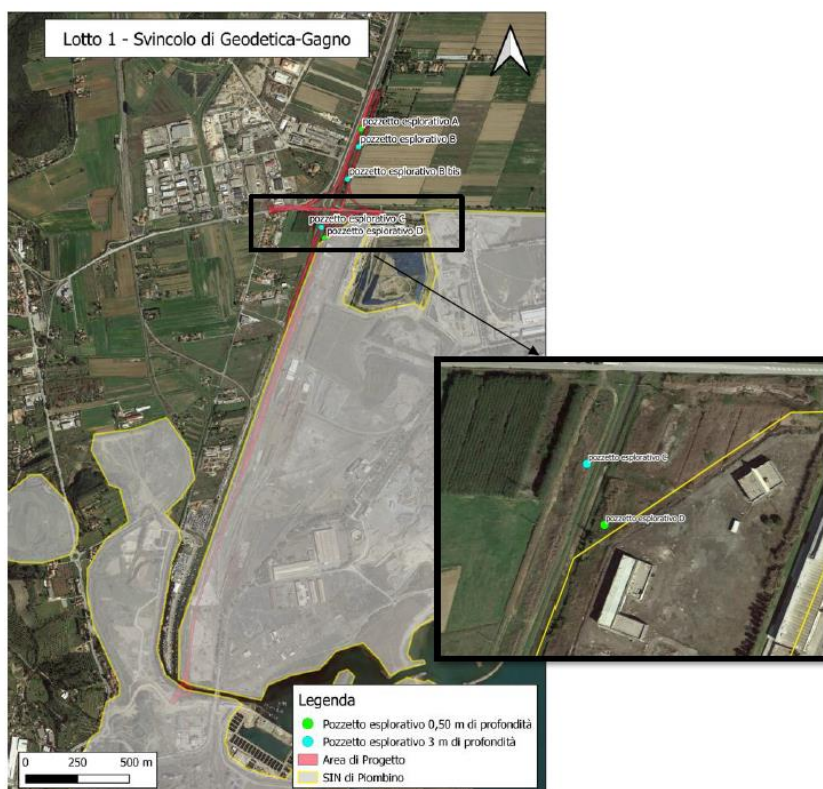 Lotto 1 - Svincolo di Geodetica-Gagno
pozzetto esplorativo A
pozzetto esplorativo B
pozzetto esplorativo B bis
pozzetto esplorativo C
pozzetto esplorativo D
pozzetto esplorativo C
pozzetto esplorativo D
Legenda
Pozzetto esplorativo 0,50 m di profondità
Pozzetto esplorativo 3 m di profondità
Area di Progetto
SIN di Piombino
0 250 500 m